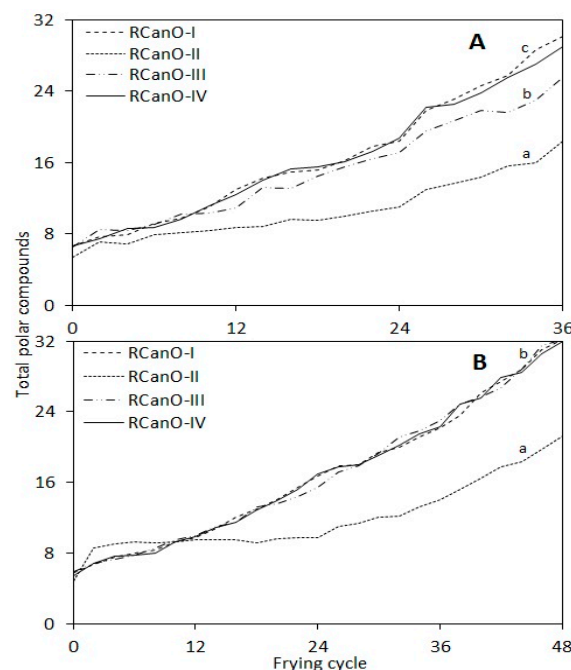 32
24
16
8
0
RCanO-I
RCanO-II
RCanO-III
RCanO-IV
A
c
b
a
0
12
24
36
Total polar compounds
32
24
16
8
0
RCanO-I
RCanO-II
RCanO-III
RCanO-IV
B
b
a
0
12
24
36
48
Frying cycle